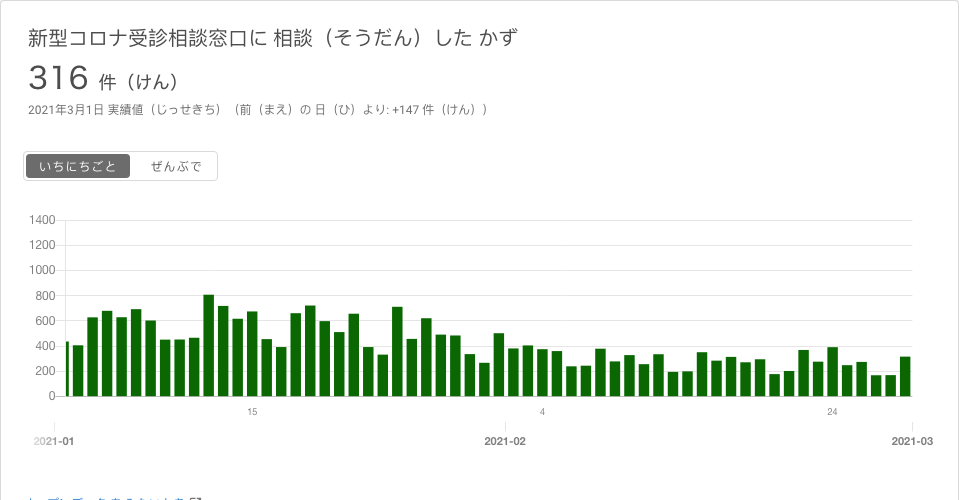 新型コロナ受診相談窓口に 相談（そうだん）した かず
316 件（けん）
2021年3月1日 実績値（じっせきち）（前（まえ）の 日（ひ）より: +147 件（けん））
いちにちごと ぜんぶで
1400
1200
1000
800
600
400
200
0
15 4 24
2021-01 2021-02 2021-03